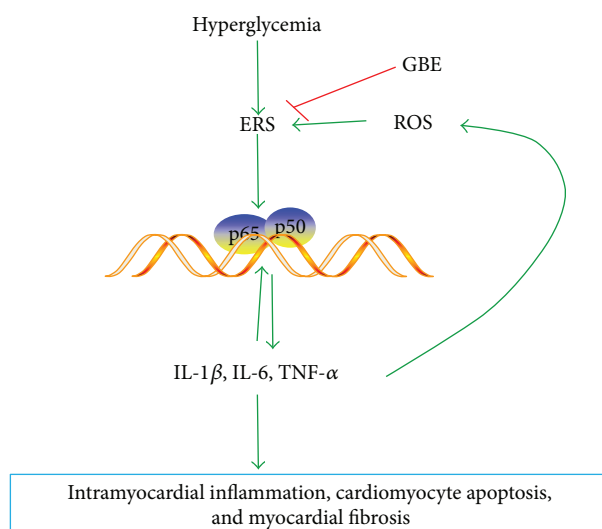 Hyperglycemia
GBE
ERS
ROS
p65
p50
IL-1β, IL-6, TNF-α
Intramyocardial inflammation, cardiomyocyte apoptosis,
and myocardial fibrosis